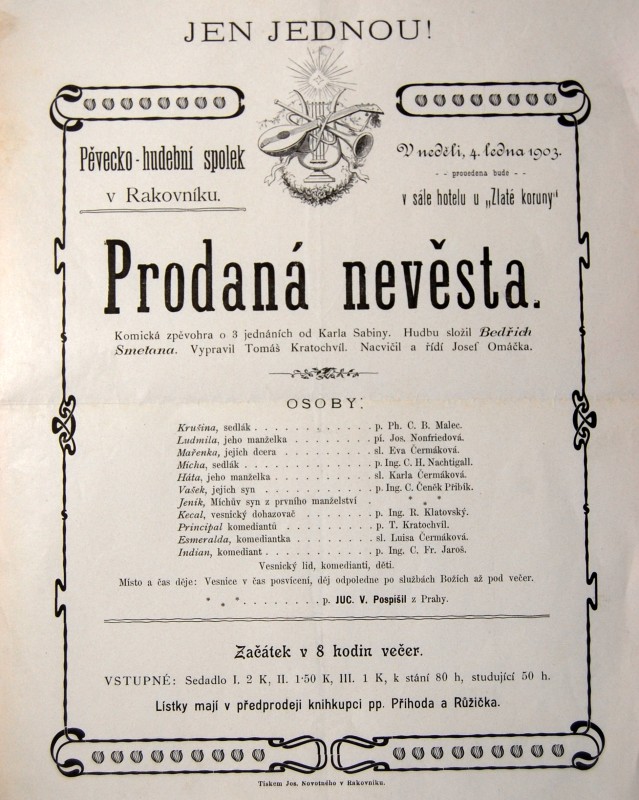 JEN JEDNOU!
Pěvecko-hudební spolek
v Rakovníku.
V neděli, 4. ledna 1903.
-- provedena bude --
v sále hotelu u „Zlaté koruny“
Prodaná nevěsta.
Komická zpěvohra o 3 jednáních od Karla Sabiny. Hudbu složil Bedřich
Smetana. Vypravil Tomáš Kratochvíl. Nacvičil a řídí Josef Omáčka.
OSOBY:
Krušina, sedlák . . . . . . . . . . . . p. Ph. C. B. Malec.
Ludmila, jeho manželka . . . . . . . . pí. Jos. Nonfriedová.
Mařenka, jejich dcera . . . . . . . . . sl. Eva Čermáková.
Mícha, sedlák . . . . . . . . . . . . . p. Ing. C. H. Nachtigall.
Háta, jeho manželka . . . . . . . . . . sl. Karla Čermáková.
Vašek, jejich syn . . . . . . . . . . . p. Ing. C. Čeněk Přibík.
Jeník, Míchův syn z prvního manželství . * * *
Kecal, vesnický dohazovač . . . . . . . p. Ing. R. Klatovský.
Principal komediantů . . . . . . . . . p. T. Kratochvíl.
Esmeralda, komediantka . . . . . . . . sl. Luisa Čermáková.
Indian, komediant . . . . . . . . . . . p. Ing. C. Fr. Jaroš.
Vesnický lid, komedianti, děti.
Místo a čas děje: Vesnice v čas posvícení, děj odpoledne po službách Božích až pod večer.
* * * . . . . . . . . p. JUC. V. Pospíšil z Prahy.
Začátek v 8 hodin večer.
VSTUPNÉ: Sedadlo I. 2 K, II. 1·50 K, III. 1 K, k stání 80 h, studující 50 h.
Lístky mají v předprodeji knihkupci pp. Příhoda a Růžička.
Tiskem Jos. Novotného v Rakovníku.